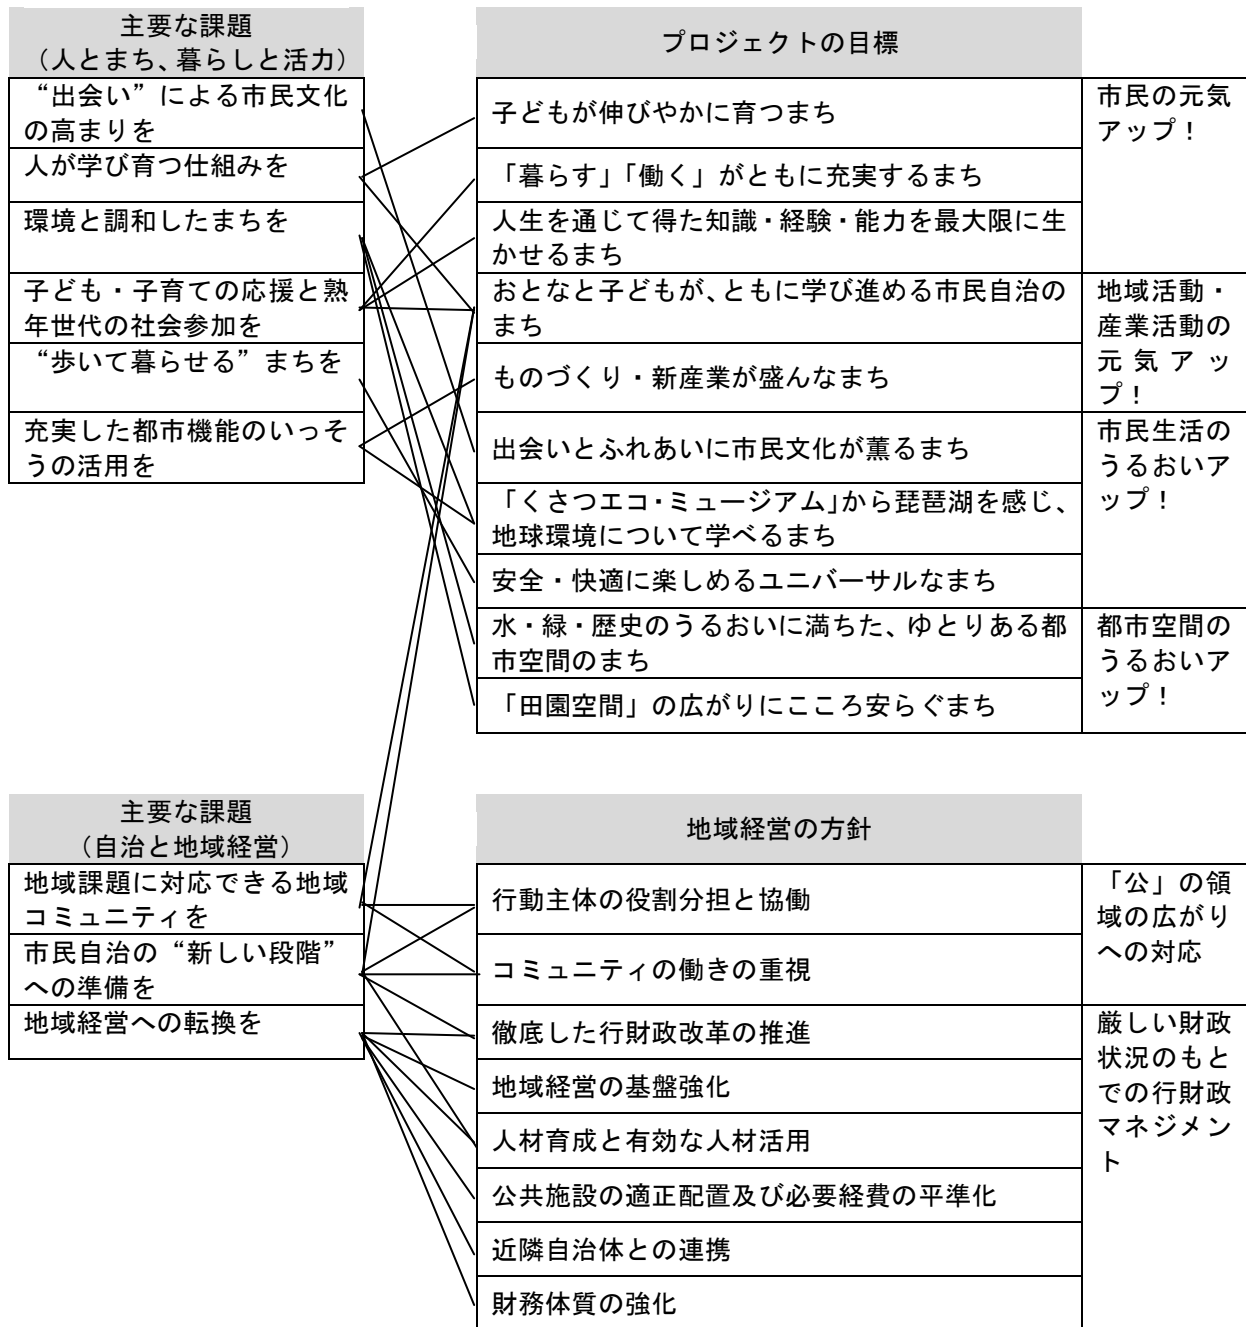 主要な課題
（人とまち、暮らしと活力）
“出会い”による市民文化
の高まりを
人が学び育つ仕組みを
環境と調和したまちを
子ども・子育ての応援と熟
年世代の社会参加を
“歩いて暮らせる”まちを
充実した都市機能のいっそ
うの活用を
プロジェクトの目標
子どもが伸びやかに育つまち
「暮らす」「働く」がともに充実するまち
人生を通じて得た知識・経験・能力を最大限に生
かせるまち
おとなと子どもが、ともに学び進める市民自治の
まち
ものづくり・新産業が盛んなまち
出会いとふれあいに市民文化が薫るまち
「くさつエコ・ミュージアム」から琵琶湖を感じ、
地球環境について学べるまち
安全・快適に楽しめるユニバーサルなまち
水・緑・歴史のうるおいに満ちた、ゆとりある都
市空間のまち
「田園空間」の広がりにこころ安らぐまち
市民の元気
アップ！
地域活動・
産業活動の
元気アッ
プ！
市民生活の
うるおいア
ップ！
都市空間の
うるおいア
ップ！
主要な課題
（自治と地域経営）
地域課題に対応できる地域
コミュニティを
市民自治の“新しい段階”
への準備を
地域経営への転換を
地域経営の方針
行動主体の役割分担と協働
コミュニティの働きの重視
徹底した行財政改革の推進
地域経営の基盤強化
人材育成と有効な人材活用
公共施設の適正配置及び必要経費の平準化
近隣自治体との連携
財務体質の強化
「公」の領
域の広がり
への対応
厳しい財政
状況のもと
での行財政
マネジメン
ト